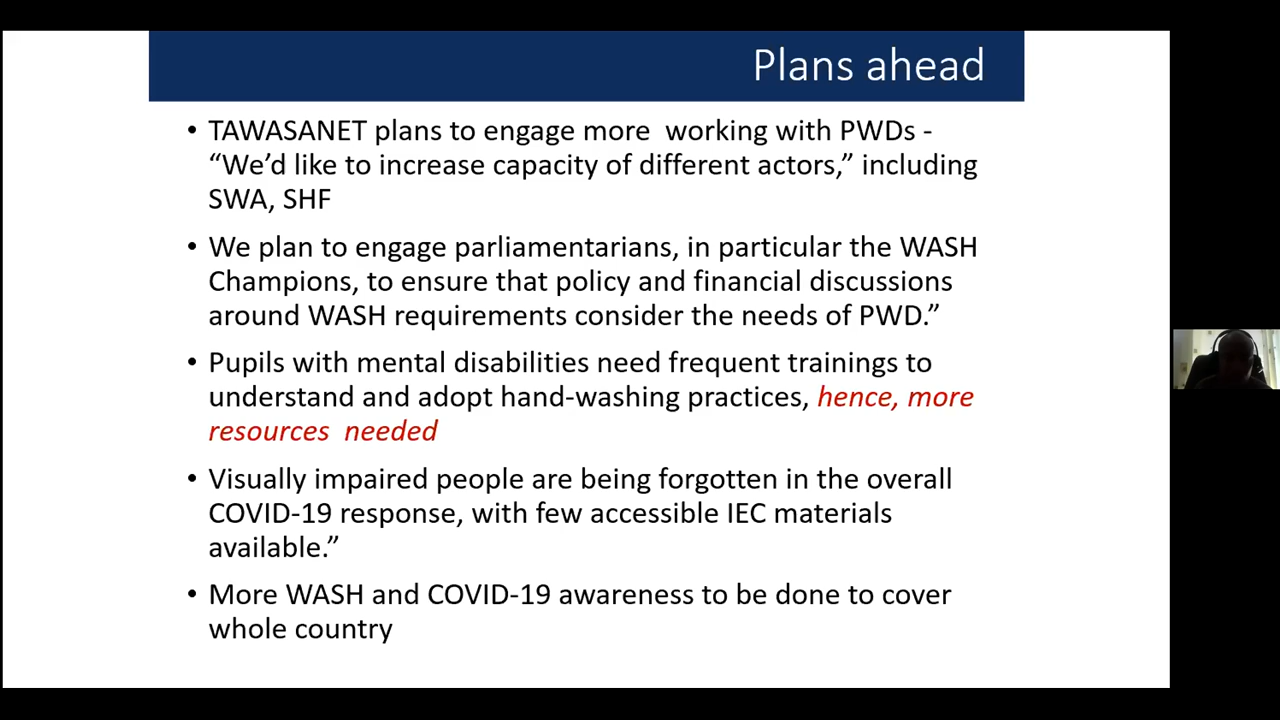 Plans ahead
• TAWASANET plans to engage more  working with PWDs -
“We’d like to increase capacity of different actors,” including
SWA, SHF
• We plan to engage parliamentarians, in particular the WASH
Champions, to ensure that policy and financial discussions
around WASH requirements consider the needs of PWD.”
• Pupils with mental disabilities need frequent trainings to
understand and adopt hand-washing practices, hence, more
resources  needed
• Visually impaired people are being forgotten in the overall
COVID-19 response, with few accessible IEC materials
available.”
• More WASH and COVID-19 awareness to be done to cover
whole country